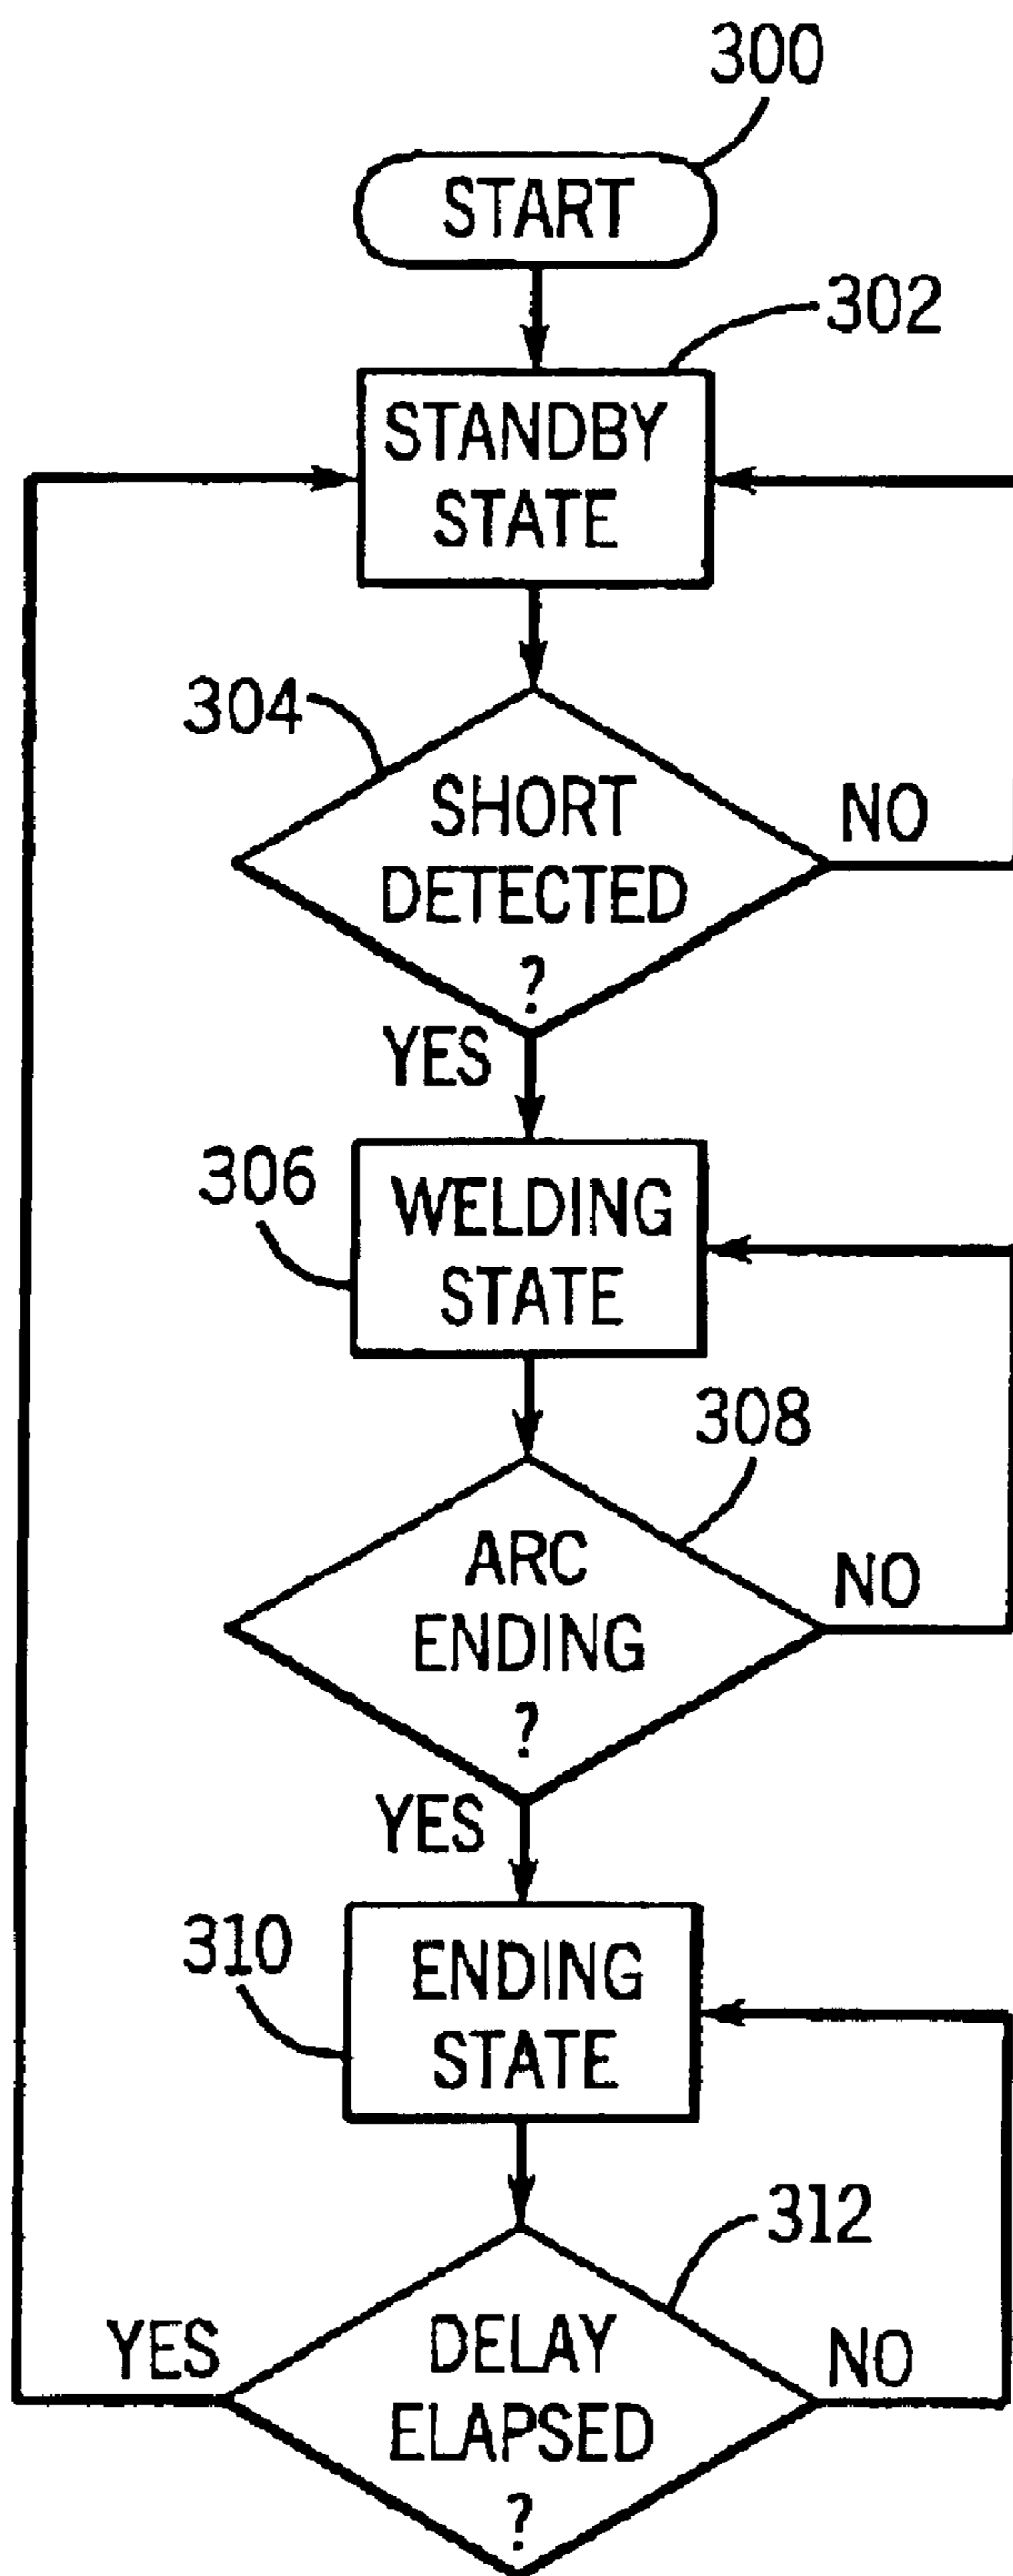 300
START
302
STANDBY
STATE
304
SHORT
DETECTED
?
NO
YES
306
WELDING
STATE
308
ARC
ENDING
?
NO
YES
310
ENDING
STATE
312
YES
DELAY
ELAPSED
?
NO